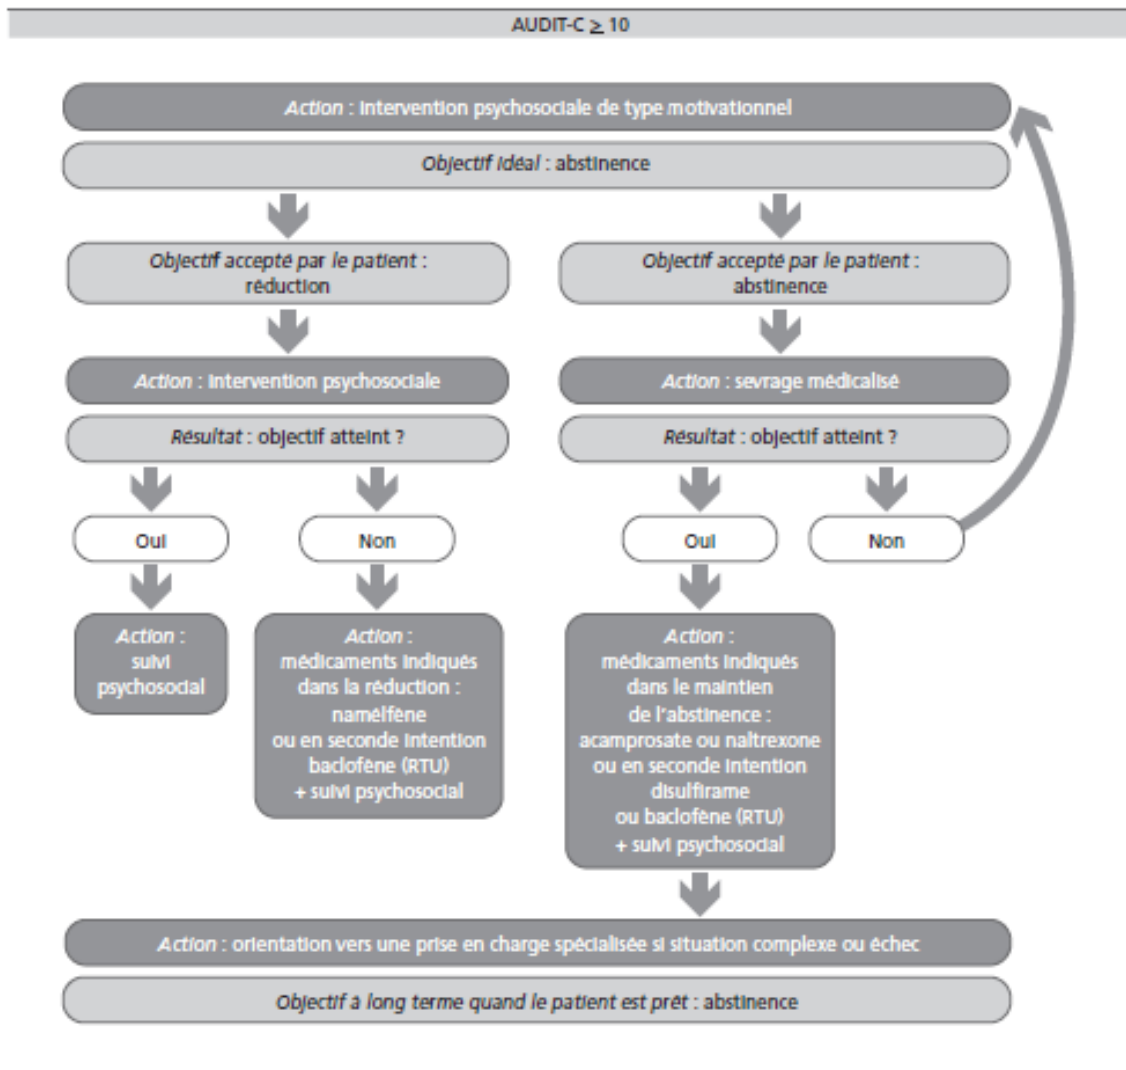 AUDIT-C ≥ 10
Action : intervention psychosociale de type motivationnel
Objectif idéal : abstinence
Objectif accepté par le patient :
réduction
Objectif accepté par le patient :
abstinence
Action : intervention psychosociale
Action : sevrage médicalisé
Résultat : objectif atteint ?
Résultat : objectif atteint ?
Oui
Non
Oui
Non
Action :
suivi
psychosocial
Action :
médicaments indiqués
dans la réduction :
namélfène
ou en seconde intention
baclofène (RTU)
+ suivi psychosocial
Action :
médicaments indiqués
dans le maintien
de l'abstinence :
acamprosate ou naltrexone
ou en seconde intention
disulfirame
ou baclofène (RTU)
+ suivi psychosocial
Action : orientation vers une prise en charge spécialisée si situation complexe ou échec
Objectif à long terme quand le patient est prêt : abstinence